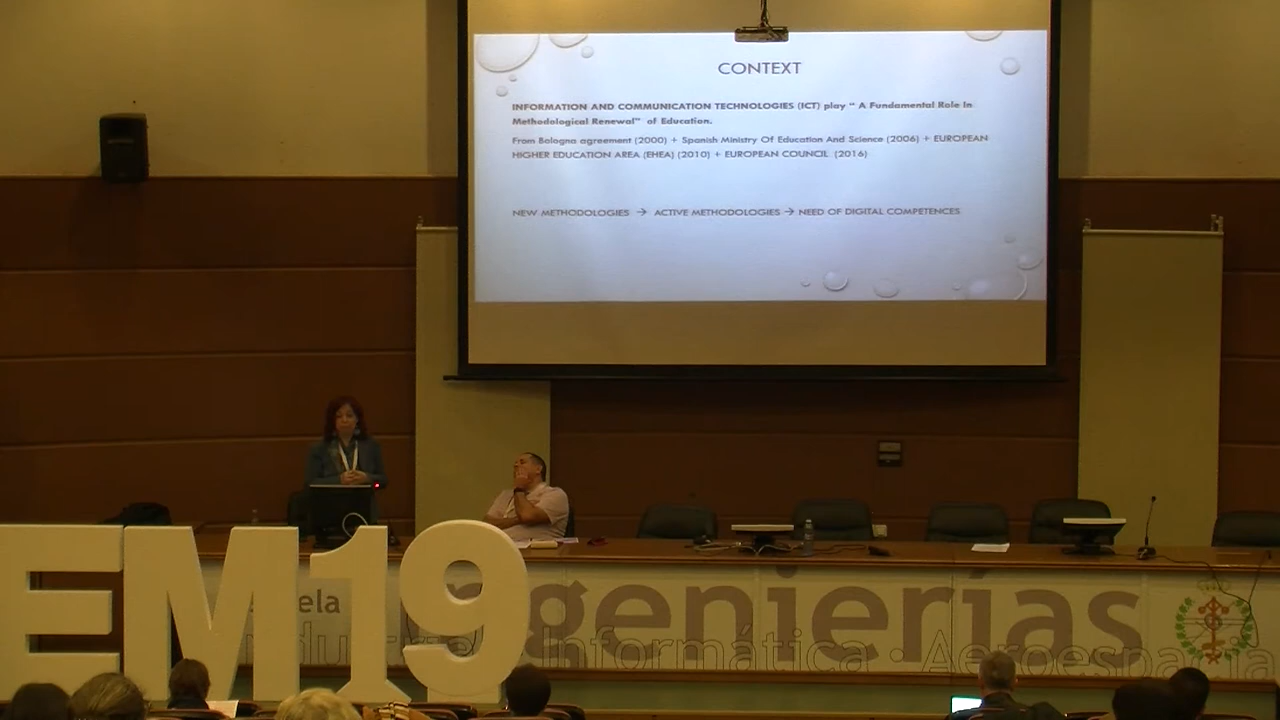 CONTEXT
INFORMATION AND COMMUNICATION TECHNOLOGIES (ICT) play “ A Fundamental Role In
Methodological Renewal” of Education.
From Bologna agreement (2000) + Spanish Ministry Of Education And Science (2006) + EUROPEAN
HIGHER EDUCATION AREA (EHEA) (2010) + EUROPEAN COUNCIL (2016)
NEW METHODOLOGIES → ACTIVE METHODOLOGIES → NEED OF DIGITAL COMPETENCES
EM19
ela
genierías
Informática · Aeroespacia